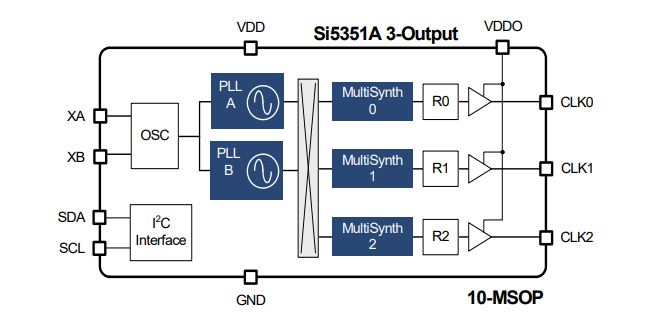 VDD
Si5351A 3-Output
VDDO
PLL
A
MultiSynth
0
R0
CLK0
XA
OSC
XB
PLL
B
MultiSynth
1
R1
CLK1
SDA
I²C
Interface
SCL
MultiSynth
2
R2
CLK2
GND
10-MSOP